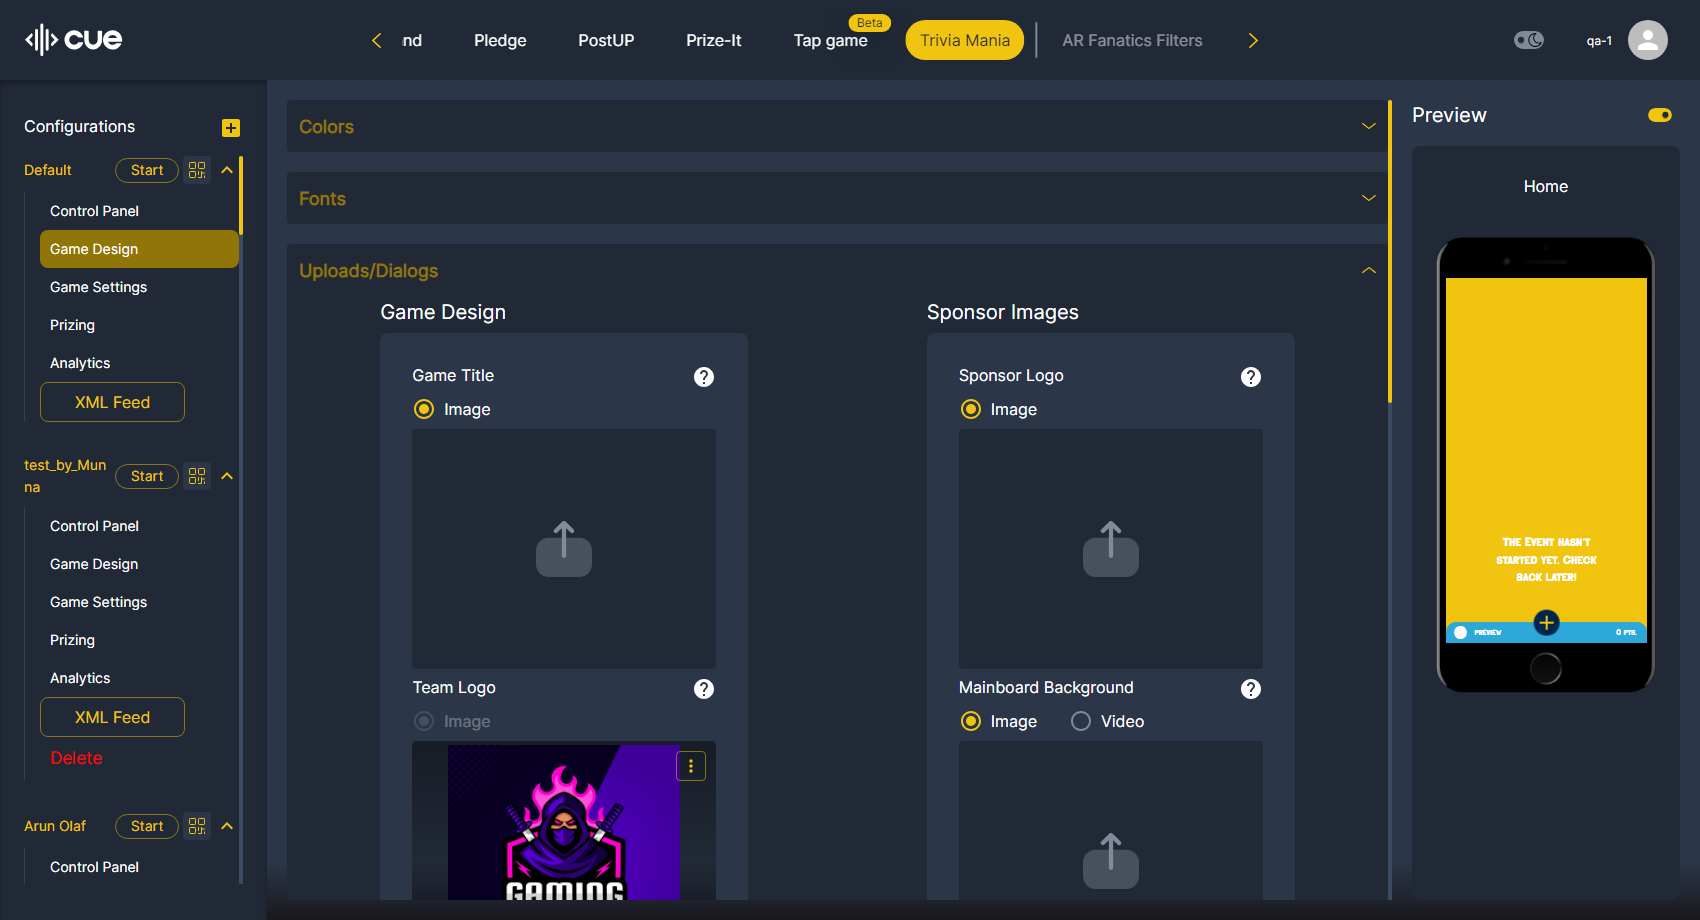 cue
nd
Pledge
PostUP
Prize-It
Tap game
Beta
Trivia Mania
AR Fanatics Filters
qa-1
Configurations
Default
Start
Control Panel
Game Design
Game Settings
Prizing
Analytics
XML Feed
test_by_Mun
na
Start
Control Panel
Game Design
Game Settings
Prizing
Analytics
XML Feed
Delete
Arun Olaf
Start
Control Panel
Colors
Fonts
Uploads/Dialogs
Game Design
Game Title
Image
Team Logo
Image
GAMING
Sponsor Images
Sponsor Logo
Image
Mainboard Background
Image
Video
Preview
Home
The Event hasn't
started yet. Check
back later!
PREVIEW
0 PTS.